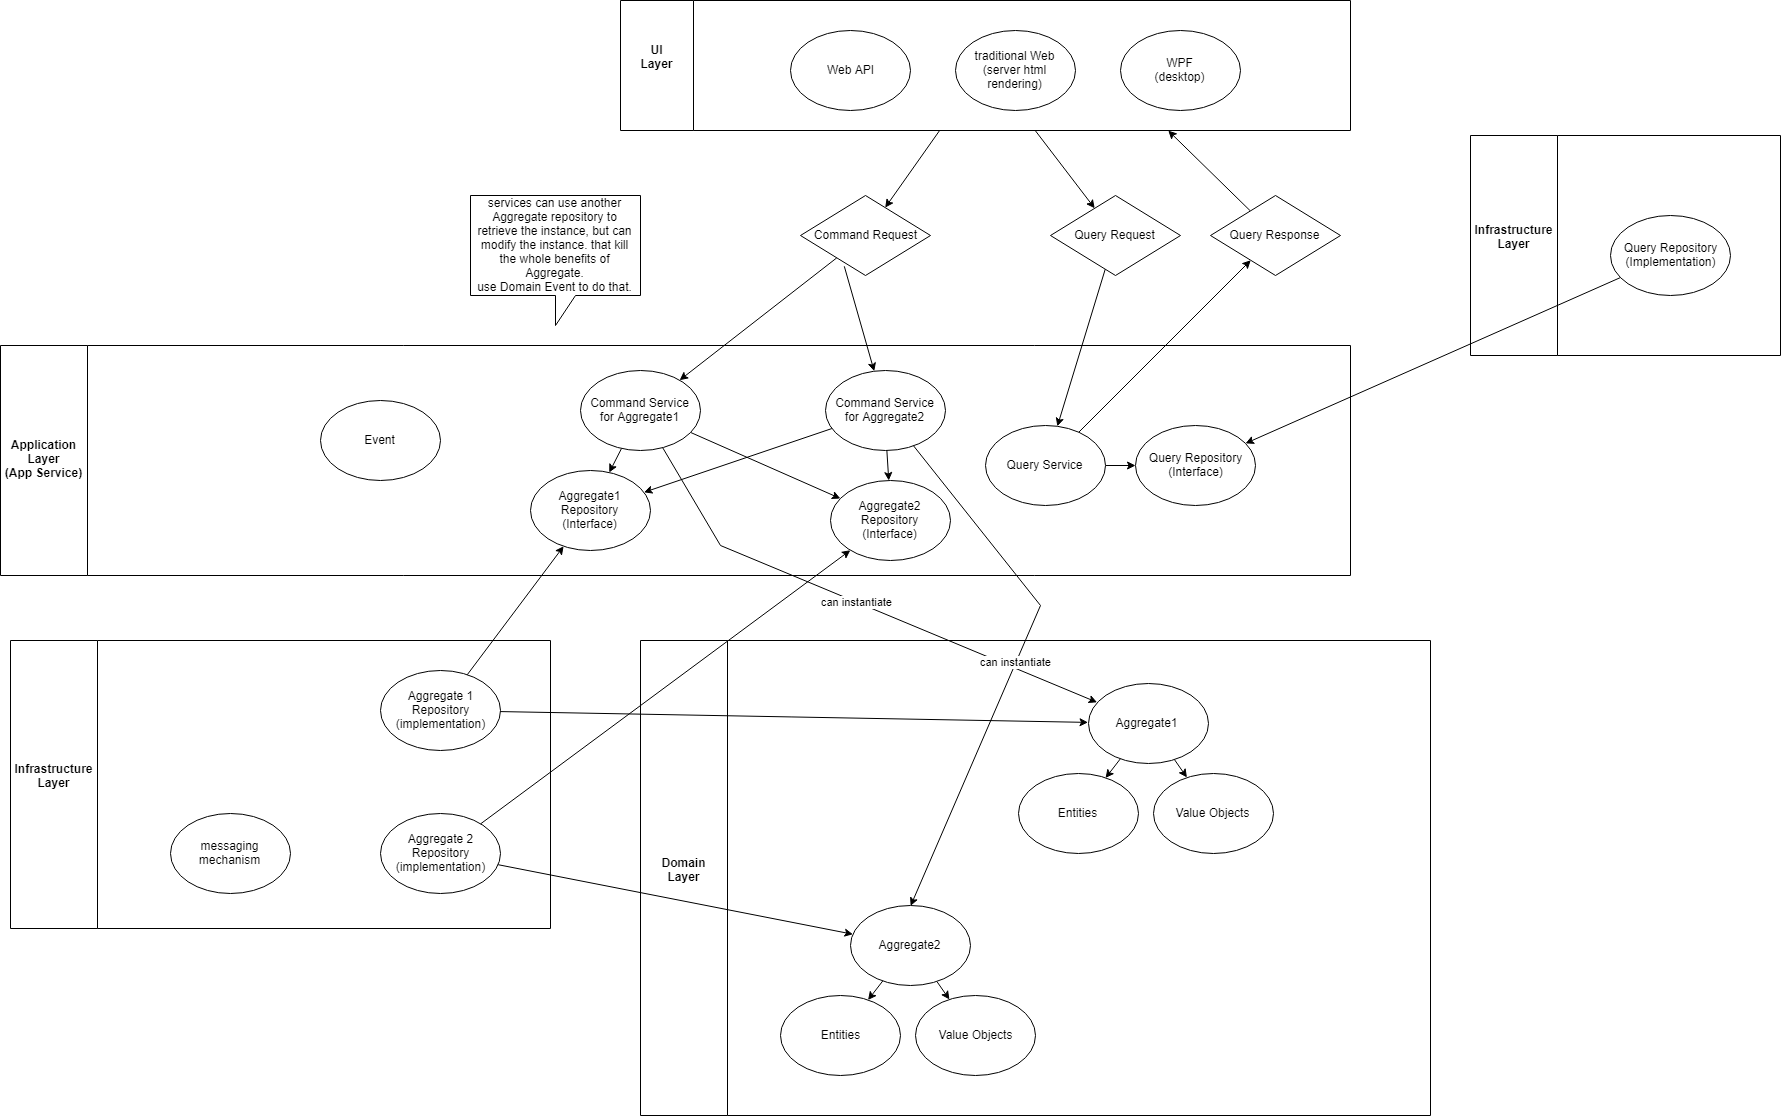 UI
Layer
Web API
traditional Web
(server html
rendering)
WPF
(desktop)
Infrastructure
Layer
Query Repository
(Implementation)
services can use another
Aggregate repository to
retrieve the instance, but can
modify the instance. that kill
the whole benefits of
Aggregate.
use Domain Event to do that.
Command Request
Query Request
Query Response
Application
Layer
(App Service)
Event
Command Service
for Aggregate1
Command Service
for Aggregate2
Query Service
Query Repository
(Interface)
Aggregate1
Repository
(Interface)
Aggregate2
Repository
(Interface)
can instantiate
can instantiate
Infrastructure
Layer
Aggregate 1
Repository
(implementation)
messaging
mechanism
Aggregate 2
Repository
(implementation)
Domain
Layer
Aggregate1
Entities
Value Objects
Aggregate2
Entities
Value Objects